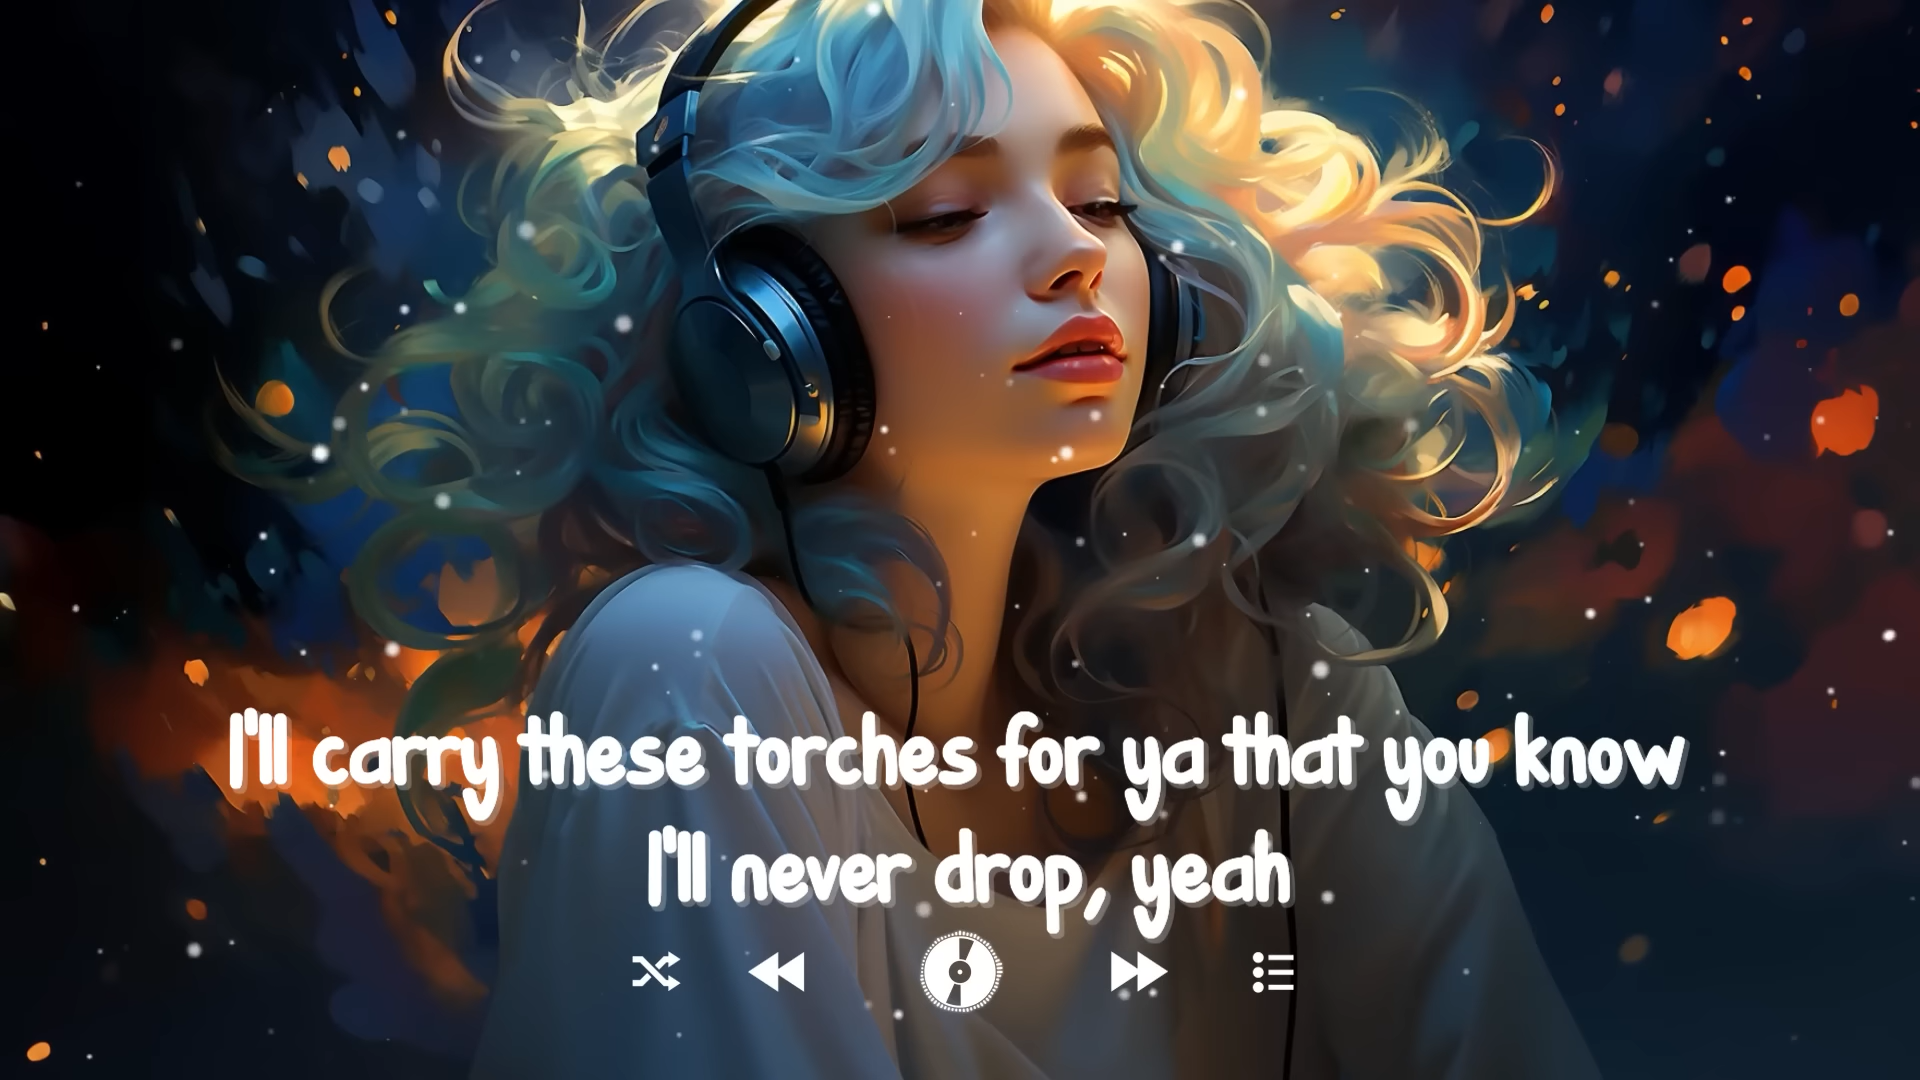 I'll carry these torches for ya that you know
I'll never drop, yeah